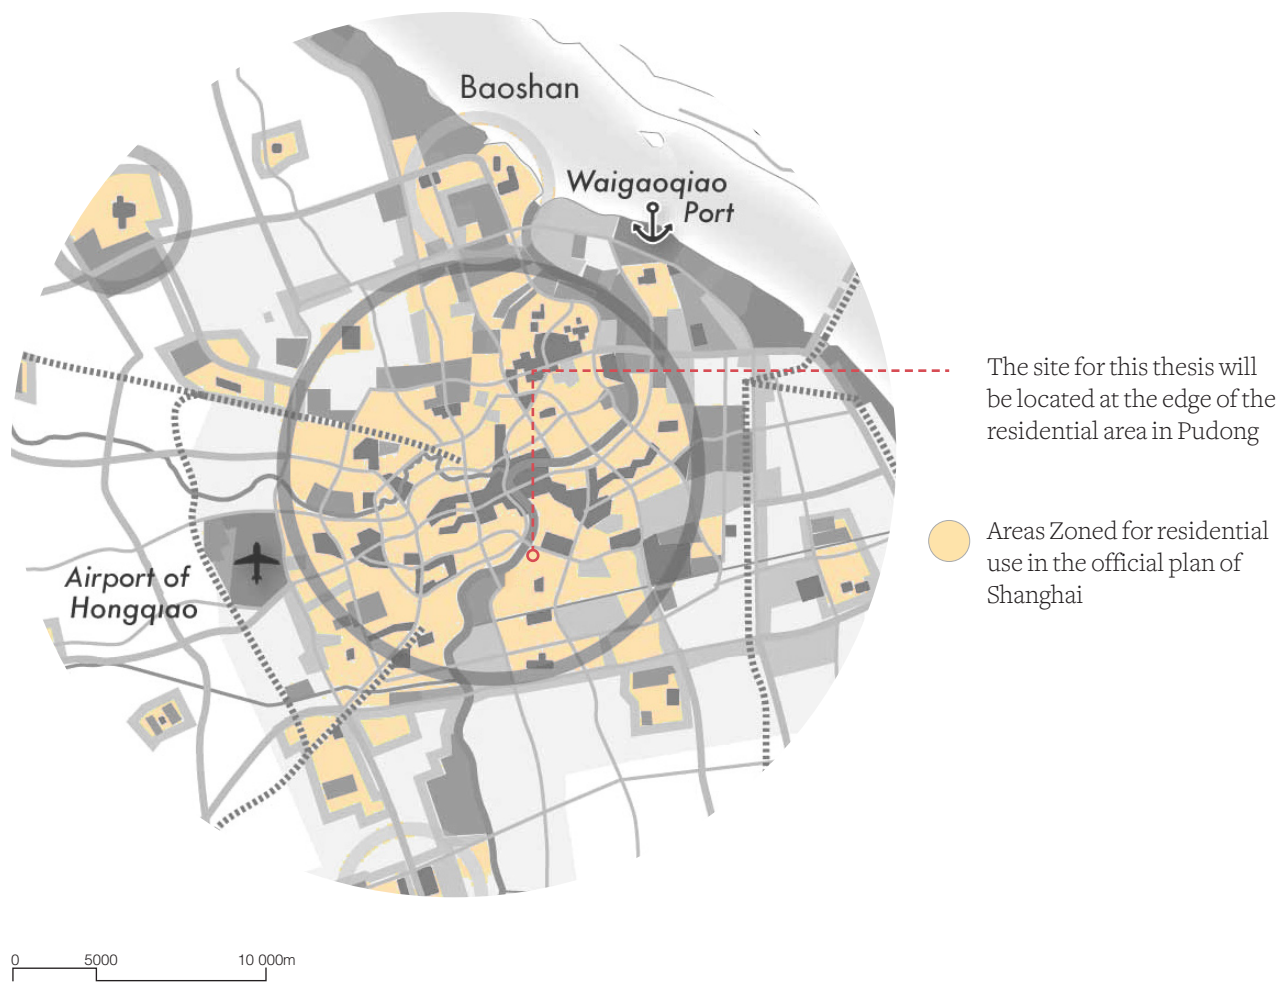 Baoshan
Waigaoqiao
Port
The site for this thesis will
be located at the edge of the
residential area in Pudong
Areas Zoned for residential
use in the official plan of
Shanghai
Airport of
Hongqiao
0 5000 10 000m